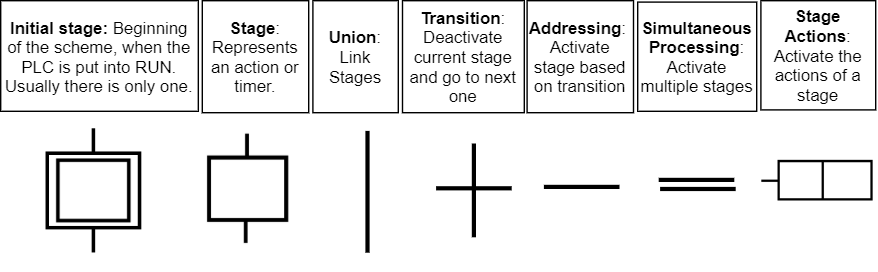 Initial stage: Beginning
of the scheme, when the
PLC is put into RUN.
Usually there is only one.
Stage:
Represents
an action or
timer.
Union:
Link
Stages
Transition:
Deactivate
current stage
and go to next
one
Addressing:
Activate
stage based
on transition
Simultaneous
Processing:
Activate
multiple stages
Stage
Actions:
Activate the
actions of a
stage